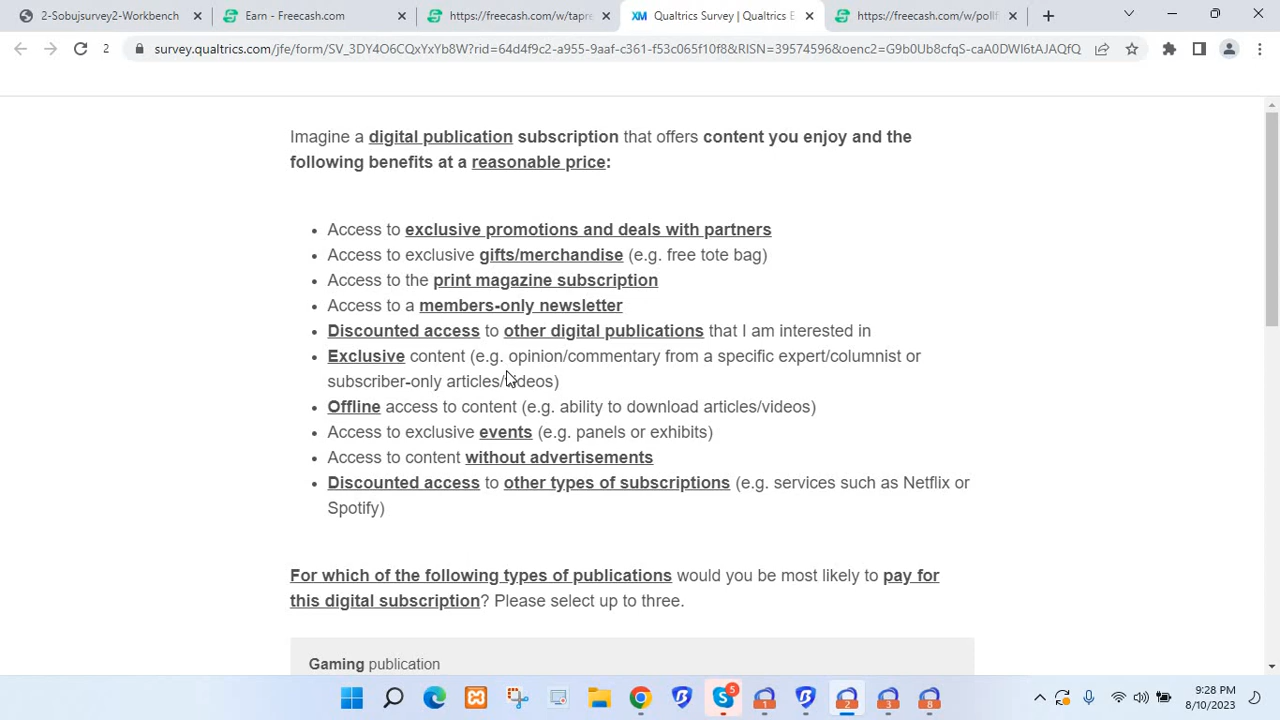 2-Sobujsurvey2-Workbench
Earn - Freecash.com
https://freecash.com/w/tapre
XM Qualtrics Survey | Qualtrics E
https://freecash.com/w/pollf
2
survey.qualtrics.com/jfe/form/SV_3DY4O6CQxYxYb8W?rid=64d4f9c2-a955-9aaf-c361-f53c065f10f8&RISN=39574596&oenc2=G9b0Ub8cfqS-caA0DWl6tAJAQfQ
Imagine a digital publication subscription that offers content you enjoy and the
following benefits at a reasonable price:
• Access to exclusive promotions and deals with partners
• Access to exclusive gifts/merchandise (e.g. free tote bag)
• Access to the print magazine subscription
• Access to a members-only newsletter
• Discounted access to other digital publications that I am interested in
• Exclusive content (e.g. opinion/commentary from a specific expert/columnist or
subscriber-only articles/videos)
• Offline access to content (e.g. ability to download articles/videos)
• Access to exclusive events (e.g. panels or exhibits)
• Access to content without advertisements
• Discounted access to other types of subscriptions (e.g. services such as Netflix or
Spotify)
For which of the following types of publications would you be most likely to pay for
this digital subscription? Please select up to three.
Gaming publication
5
1
2
3
8
9:28 PM
8/10/2023